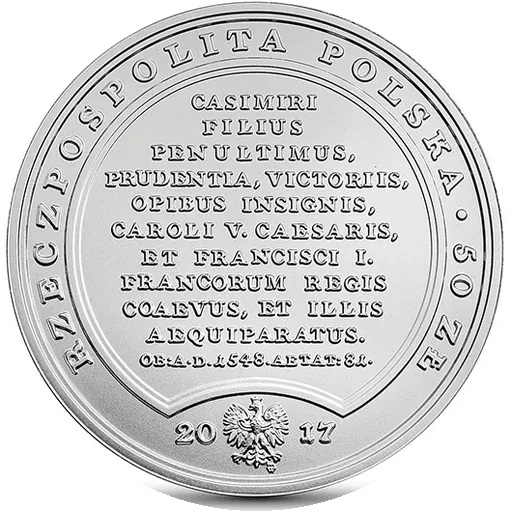 RZECZPOSPOLITA POLSKA · 50 ZŁ
CASIMIRI
FILIUS
PENULTIMUS,
PRUDENTIA, VICTORIIS,
OPIBUS INSIGNIS,
CAROLI V. CAESARIS,
ET FRANCISCI I.
FRANCORUM REGIS
COAEVUS, ET ILLIS
AEQUIPARATUS.
OB: A. D. 1548. AETAT: 81.
20 17